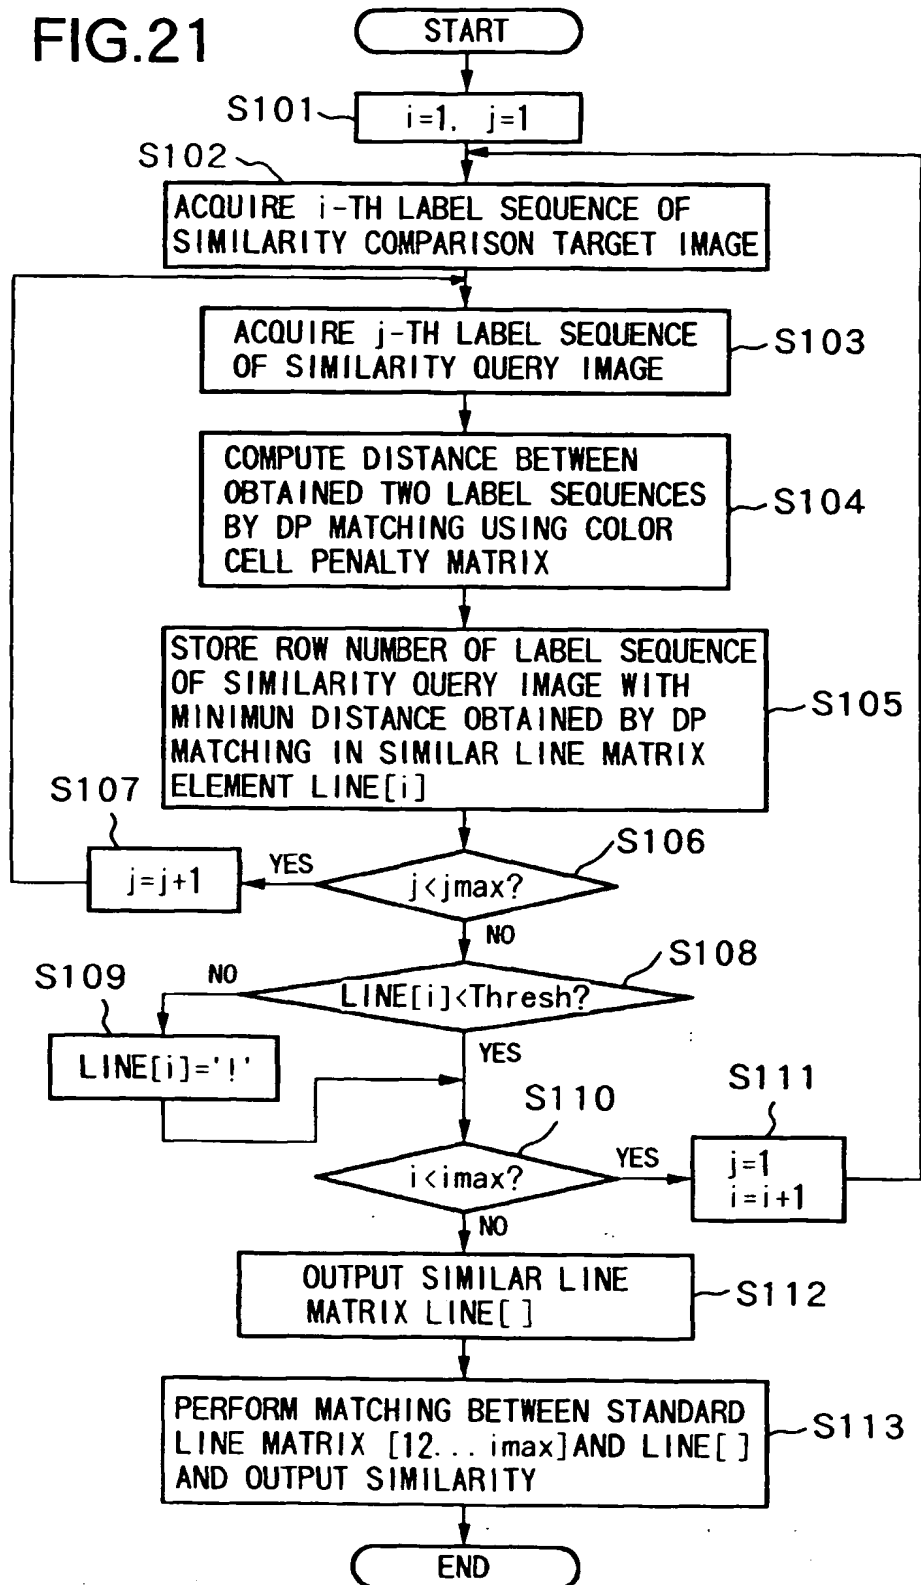 FIG.21
START
S101
i=1, j=1
S102
ACQUIRE i-TH LABEL SEQUENCE OF
SIMILARITY COMPARISON TARGET IMAGE
ACQUIRE j-TH LABEL SEQUENCE
OF SIMILARITY QUERY IMAGE
S103
COMPUTE DISTANCE BETWEEN
OBTAINED TWO LABEL SEQUENCES
BY DP MATCHING USING COLOR
CELL PENALTY MATRIX
S104
STORE ROW NUMBER OF LABEL SEQUENCE
OF SIMILARITY QUERY IMAGE WITH
MINIMUN DISTANCE OBTAINED BY DP
MATCHING IN SIMILAR LINE MATRIX
ELEMENT LINE[i]
S105
S107
j=j+1
YES
S106
j<jmax?
NO
S109
NO
S108
LINE[i]<Thresh?
LINE[i]='!'
YES
S110
S111
i<imax?
YES
j=1
i=i+1
NO
OUTPUT SIMILAR LINE
MATRIX LINE[ ]
S112
PERFORM MATCHING BETWEEN STANDARD
LINE MATRIX [12... imax]AND LINE[ ]
AND OUTPUT SIMILARITY
S113
END